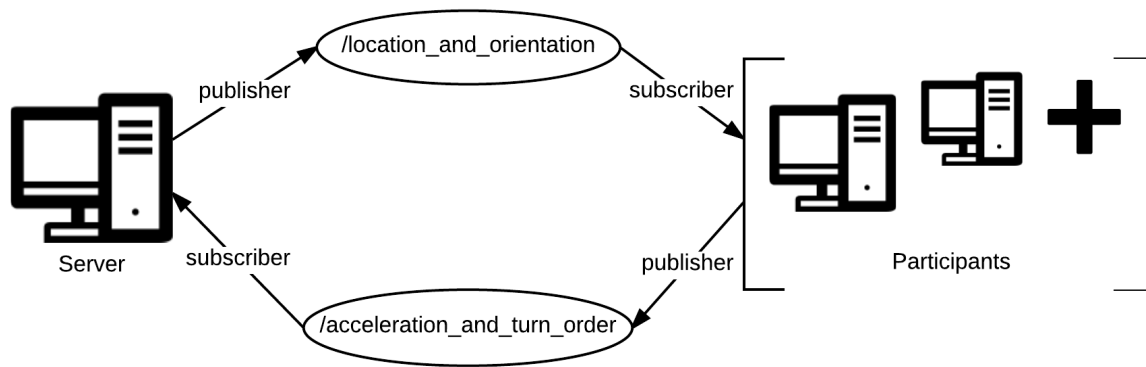 /location_and_orientation
publisher
subscriber
Server
subscriber
publisher
Participants
/acceleration_and_turn_order